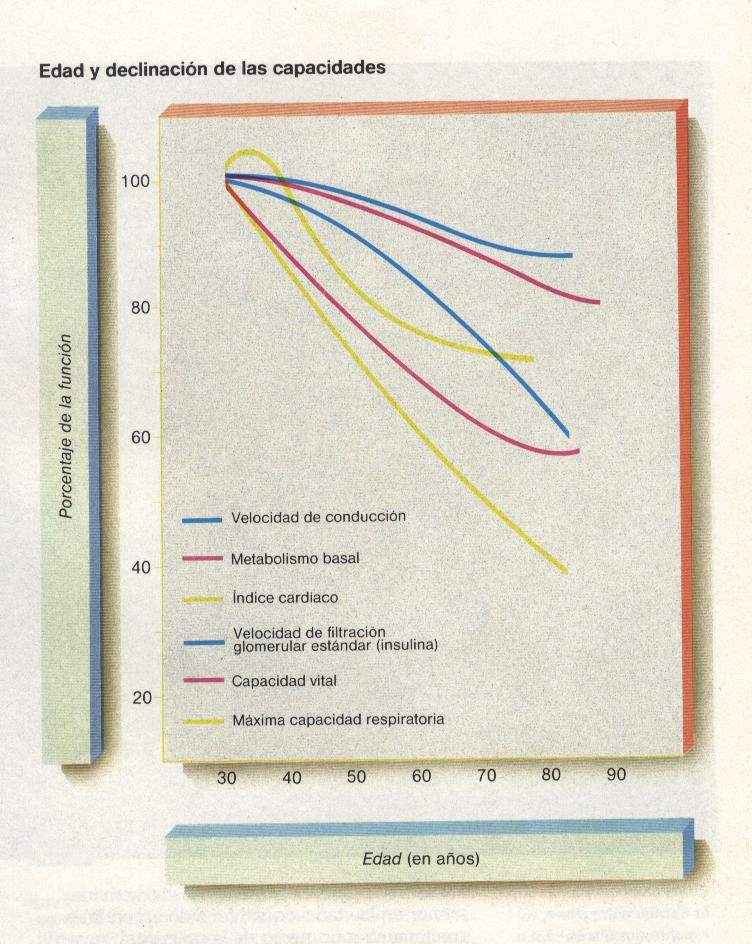 Edad y declinación de las capacidades
Porcentaje de la función
100
80
60
40
20
Velocidad de conducción
Metabolismo basal
Índice cardiaco
Velocidad de filtración
glomerular estándar (insulina)
Capacidad vital
Máxima capacidad respiratoria
30 40 50 60 70 80 90
Edad (en años)